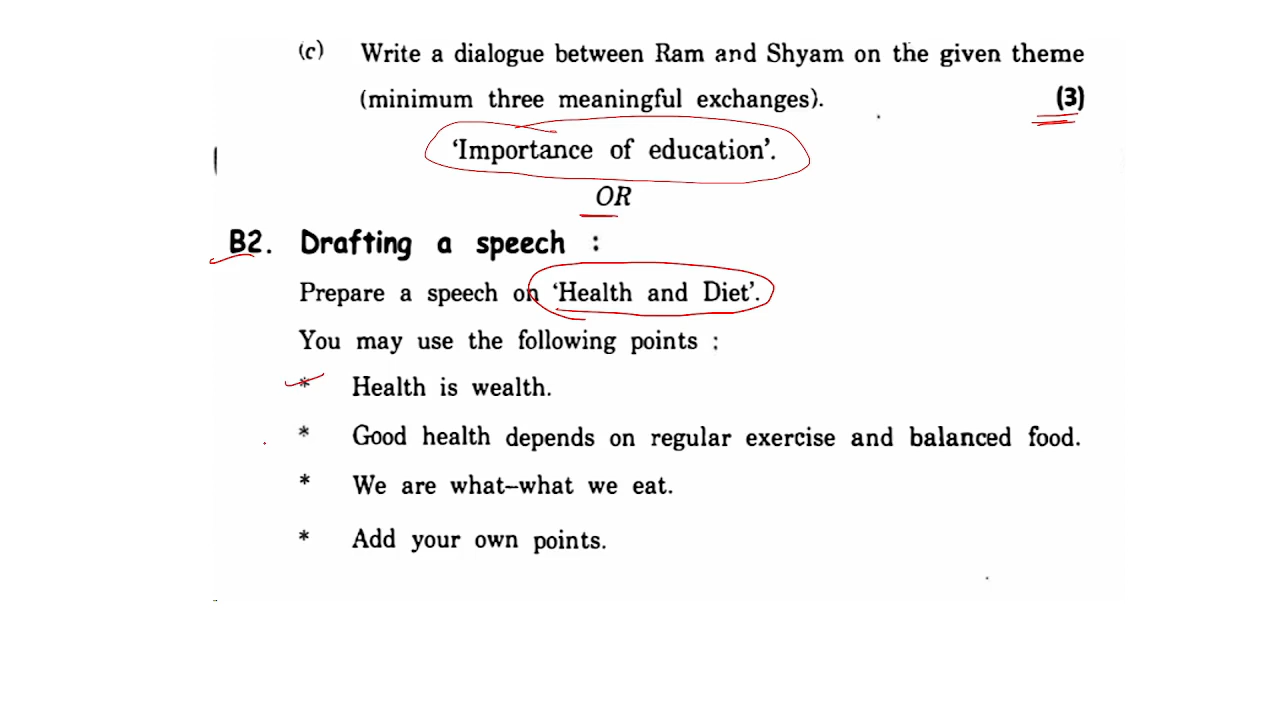 (c) Write a dialogue between Ram and Shyam on the given theme
(minimum three meaningful exchanges). (3)
‘Importance of education’.
OR
B2. Drafting a speech :
Prepare a speech on ‘Health and Diet’.
You may use the following points :
* Health is wealth.
* Good health depends on regular exercise and balanced food.
* We are what–what we eat.
* Add your own points.